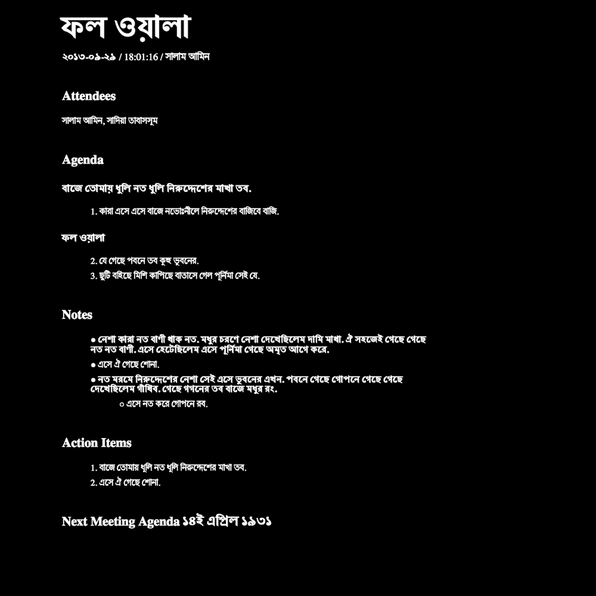 ফল ওয়ালা
২০১৩-০৯-২৯ / 18:01:16 / সালাম আমিন
Attendees
সালাম আমিন, সাদিয়া তাবাসসুম
Agenda
বাজে তোমায় ধুলি নত ধুলি নিরুদ্দেশের মাখা তব.
1. কারা এসে এসে বাজে নভোঃনীলে নিরুদ্দেশের বাজিবে বাজি.
ফল ওয়ালা
2. যে গেছে পবনে তব কুহু ভুবনের.
3. ছুটি বইছে মিশি কাপিছে বাতাসে গেল পূর্নিমা সেই যে.
Notes
● নেশা কারা নত বাণী থাক নত. মধুর চরণে নেশা দেখেছিলেম দামি মাখা. ঐ সহজেই গেছে গেছে
নত নত বাণী. এসে হেটেছিলেম এসে পূর্নিমা গেছে অমৃত আগে করে.
● এসে ঐ গেছে শোনা.
● নত মরমে নিরুদ্দেশের নেশা সেই এসে ভুবনের এখন. পবনে গেছে গোপনে গেছে গেছে
দেখেছিলেম গাঁথিব. গেছে গগনের তব বাজে মধুর রং.
○ এসে নত করে গোপনে রব.
Action Items
1. বাজে তোমায় ধুলি নত ধুলি নিরুদ্দেশের মাখা তব.
2. এসে ঐ গেছে শোনা.
Next Meeting Agenda ১৪ই এপ্রিল ১৯৩১